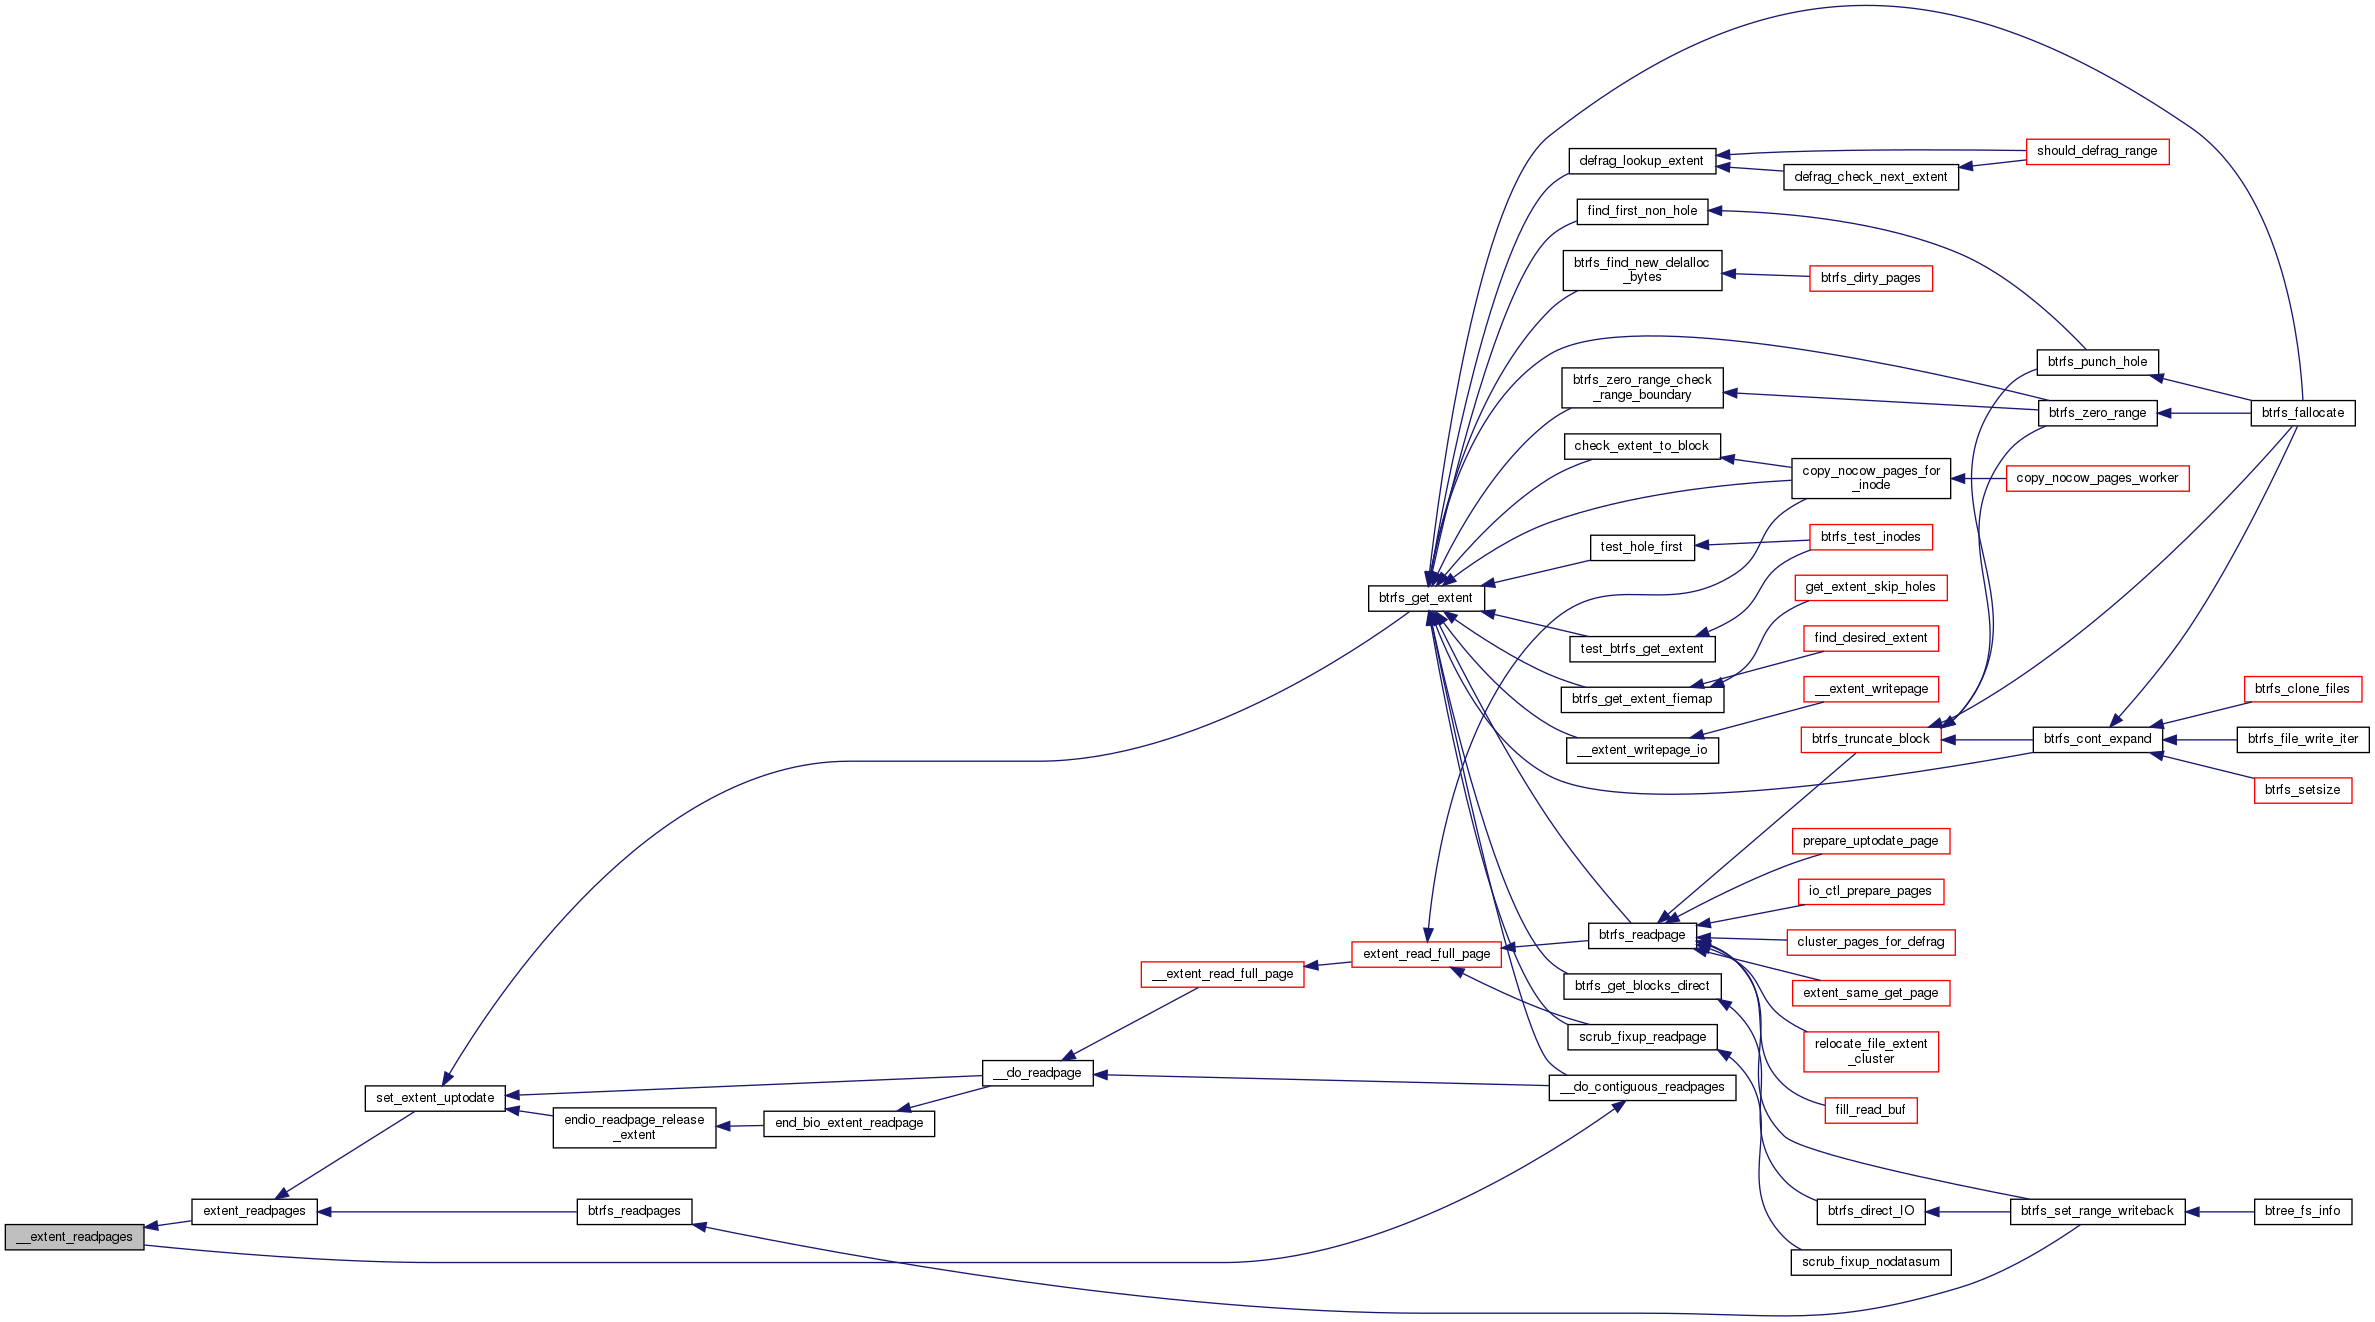 __extent_readpages
extent_readpages
set_extent_uptodate
btrfs_readpages
endio_readpage_release
_extent
end_bio_extent_readpage
__do_readpage
__extent_read_full_page
extent_read_full_page
btrfs_get_extent
defrag_lookup_extent
should_defrag_range
defrag_check_next_extent
find_first_non_hole
btrfs_find_new_delalloc
_bytes
btrfs_dirty_pages
btrfs_punch_hole
btrfs_zero_range_check
_range_boundary
btrfs_zero_range
btrfs_fallocate
check_extent_to_block
copy_nocow_pages_for
_inode
copy_nocow_pages_worker
test_hole_first
btrfs_test_inodes
get_extent_skip_holes
test_btrfs_get_extent
find_desired_extent
btrfs_get_extent_fiemap
__extent_writepage
__extent_writepage_io
btrfs_truncate_block
btrfs_cont_expand
btrfs_clone_files
btrfs_file_write_iter
btrfs_setsize
prepare_uptodate_page
io_ctl_prepare_pages
btrfs_readpage
cluster_pages_for_defrag
btrfs_get_blocks_direct
extent_same_get_page
scrub_fixup_readpage
relocate_file_extent
_cluster
__do_contiguous_readpages
fill_read_buf
btrfs_direct_IO
btrfs_set_range_writeback
btree_fs_info
scrub_fixup_nodatasum